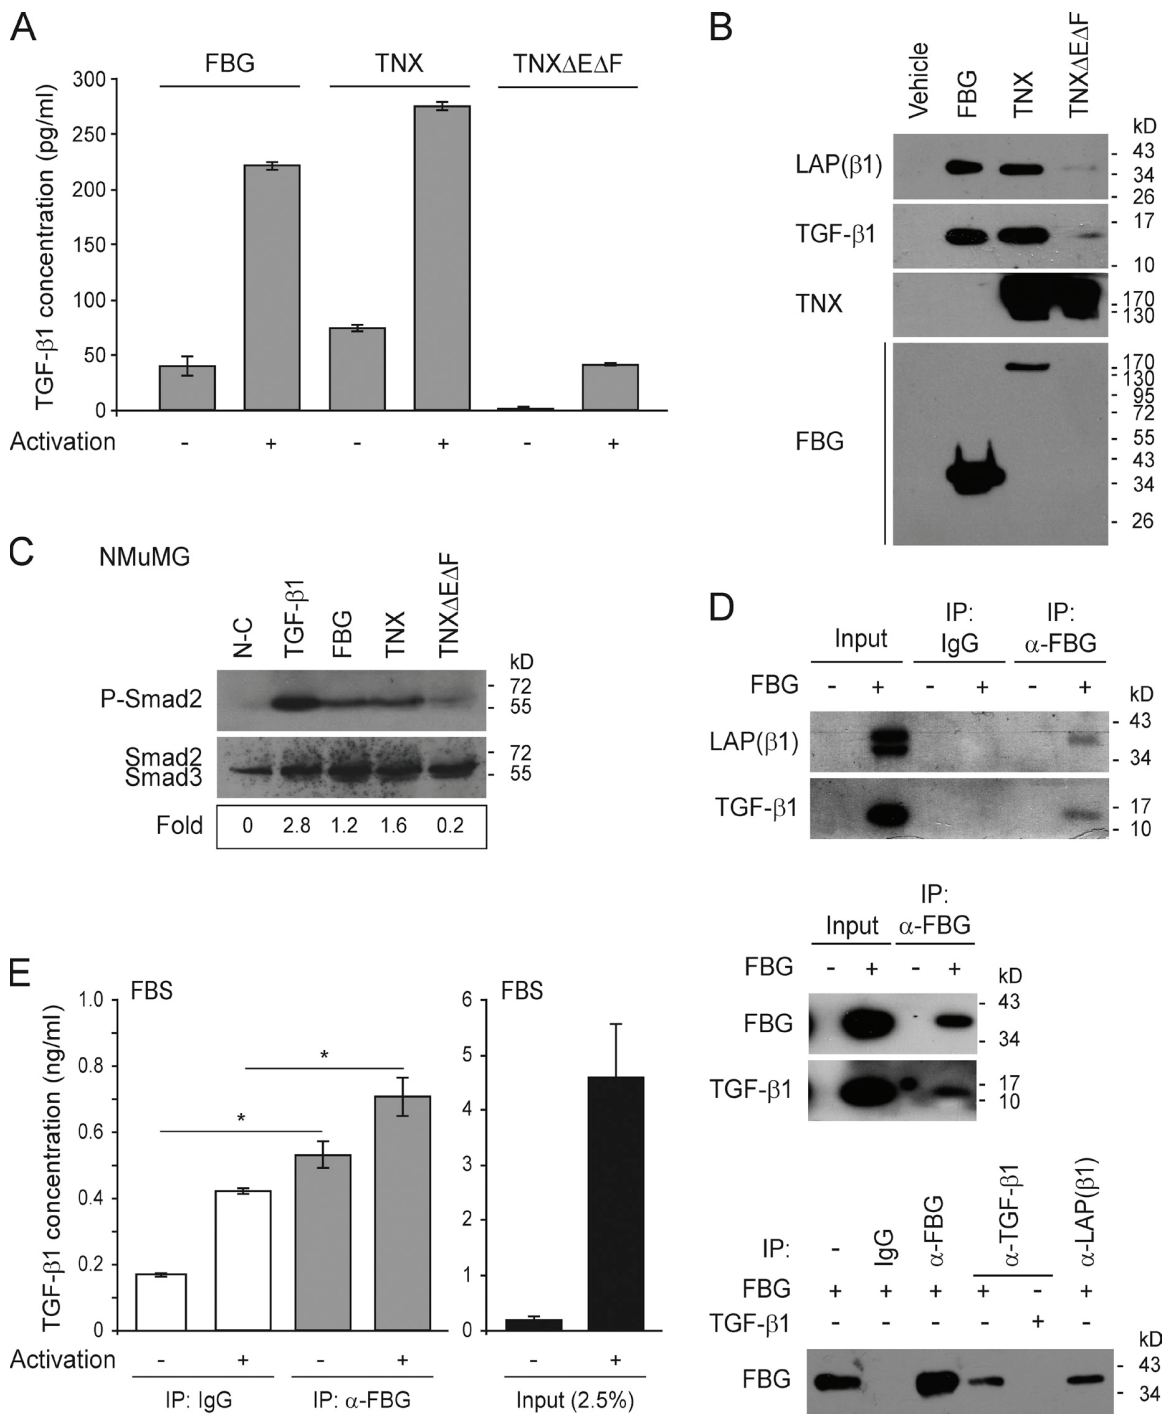 A
FBG TNX TNXΔEΔF
TGF-β1 concentration (pg/ml)
300
250
200
150
100
50
0
Activation - + - + - +
B
Vehicle FBG TNX TNXΔEΔF
kD
LAP(β1)
43
34
26
TGF-β1
17
10
TNX
170
130
FBG
170
130
95
72
55
43
34
26
C
NMuMG
N-C TGF-β1 FBG TNX TNXΔEΔF
kD
P-Smad2
72
55
Smad2
Smad3
72
55
Fold 0 2.8 1.2 1.6 0.2
D
Input IP: IgG IP: α-FBG
FBG - + - + - +
kD
LAP(β1)
43
34
TGF-β1
17
10
Input IP: α-FBG
FBG - + - +
kD
FBG
43
34
TGF-β1
17
10
IP: - IgG α-FBG α-TGF-β1 α-LAP(β1)
FBG + + + + - +
TGF-β1 - - - - + -
kD
FBG
43
34
E
TGF-β1 concentration (ng/ml)
FBS
1.0
0.8
0.6
0.4
0.2
0
* *
FBS
6
5
4
3
2
1
0
Activation - + - + - +
IP: IgG IP: α-FBG Input (2.5%)